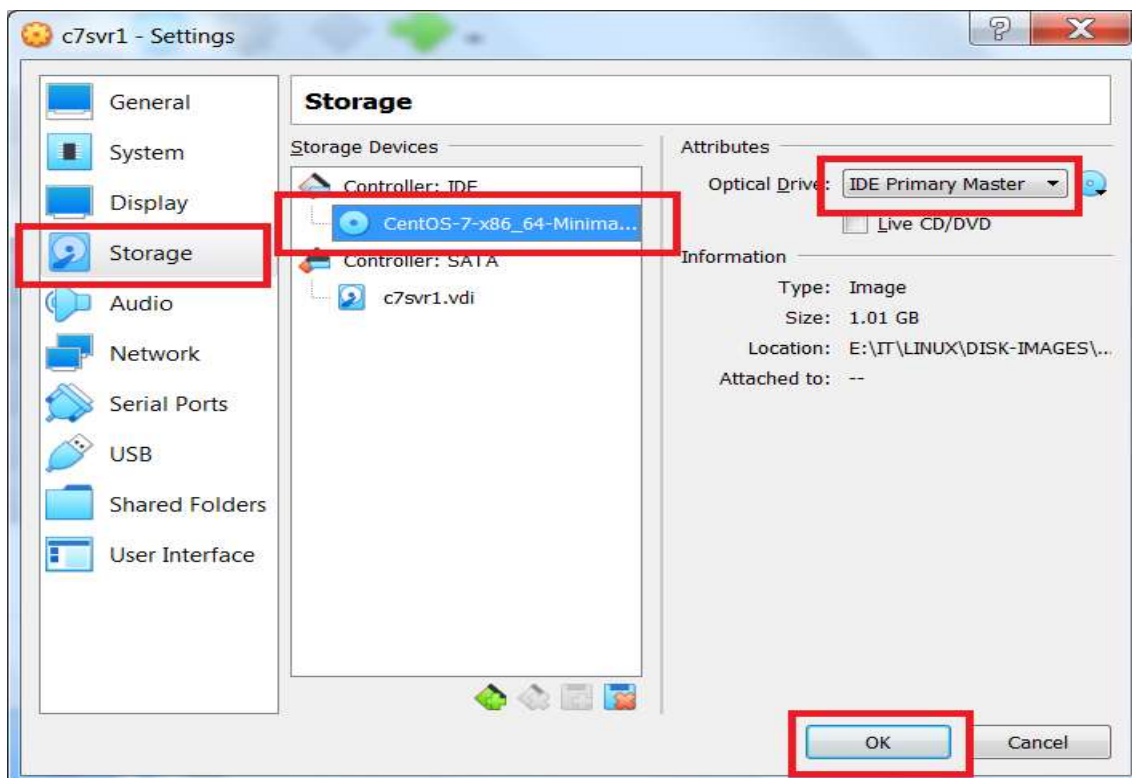 c7svr1 - Settings
General
System
Display
Storage
Audio
Network
Serial Ports
USB
Shared Folders
User Interface
Storage
Storage Devices
Controller: IDE
CentOS-7-x86_64-Minima...
Controller: SATA
c7svr1.vdi
Attributes
Optical Drive: IDE Primary Master
Live CD/DVD
Information
Type: Image
Size: 1.01 GB
Location: E:\IT\LINUX\DISK-IMAGES\...
Attached to: --
OK Cancel